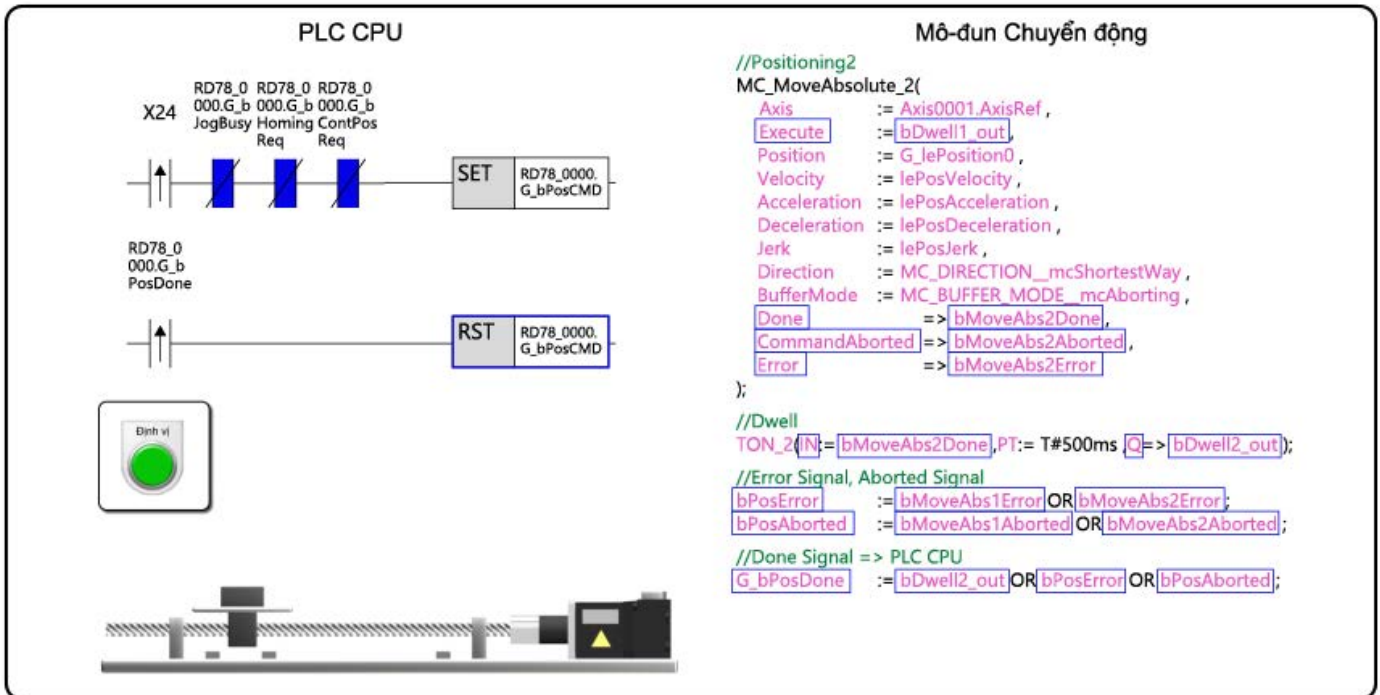 PLC CPU
X24
RD78_0
000.G_b
JogBusy
RD78_0
000.G_b
Homing
Req
RD78_0
000.G_b
ContPos
Req
SET
RD78_0000.
G_bPosCMD
RD78_0
000.G_b
PosDone
RST
RD78_0000.
G_bPosCMD
Định vị
Mô-đun Chuyển động
//Positioning2
MC_MoveAbsolute_2(
Axis := Axis0001.AxisRef ,
Execute := bDwell1_out,
Position := G_lePosition0 ,
Velocity := lePosVelocity ,
Acceleration := lePosAcceleration ,
Deceleration := lePosDeceleration ,
Jerk := lePosJerk ,
Direction := MC_DIRECTION__mcShortestWay ,
BufferMode := MC_BUFFER_MODE__mcAborting ,
Done => bMoveAbs2Done,
CommandAborted => bMoveAbs2Aborted ,
Error => bMoveAbs2Error
);
//Dwell
TON_2(IN:= bMoveAbs2Done ,PT:= T#500ms ,Q=> bDwell2_out);
//Error Signal, Aborted Signal
bPosError := bMoveAbs1Error OR bMoveAbs2Error;
bPosAborted := bMoveAbs1Aborted OR bMoveAbs2Aborted ;
//Done Signal => PLC CPU
G_bPosDone := bDwell2_out OR bPosError OR bPosAborted;